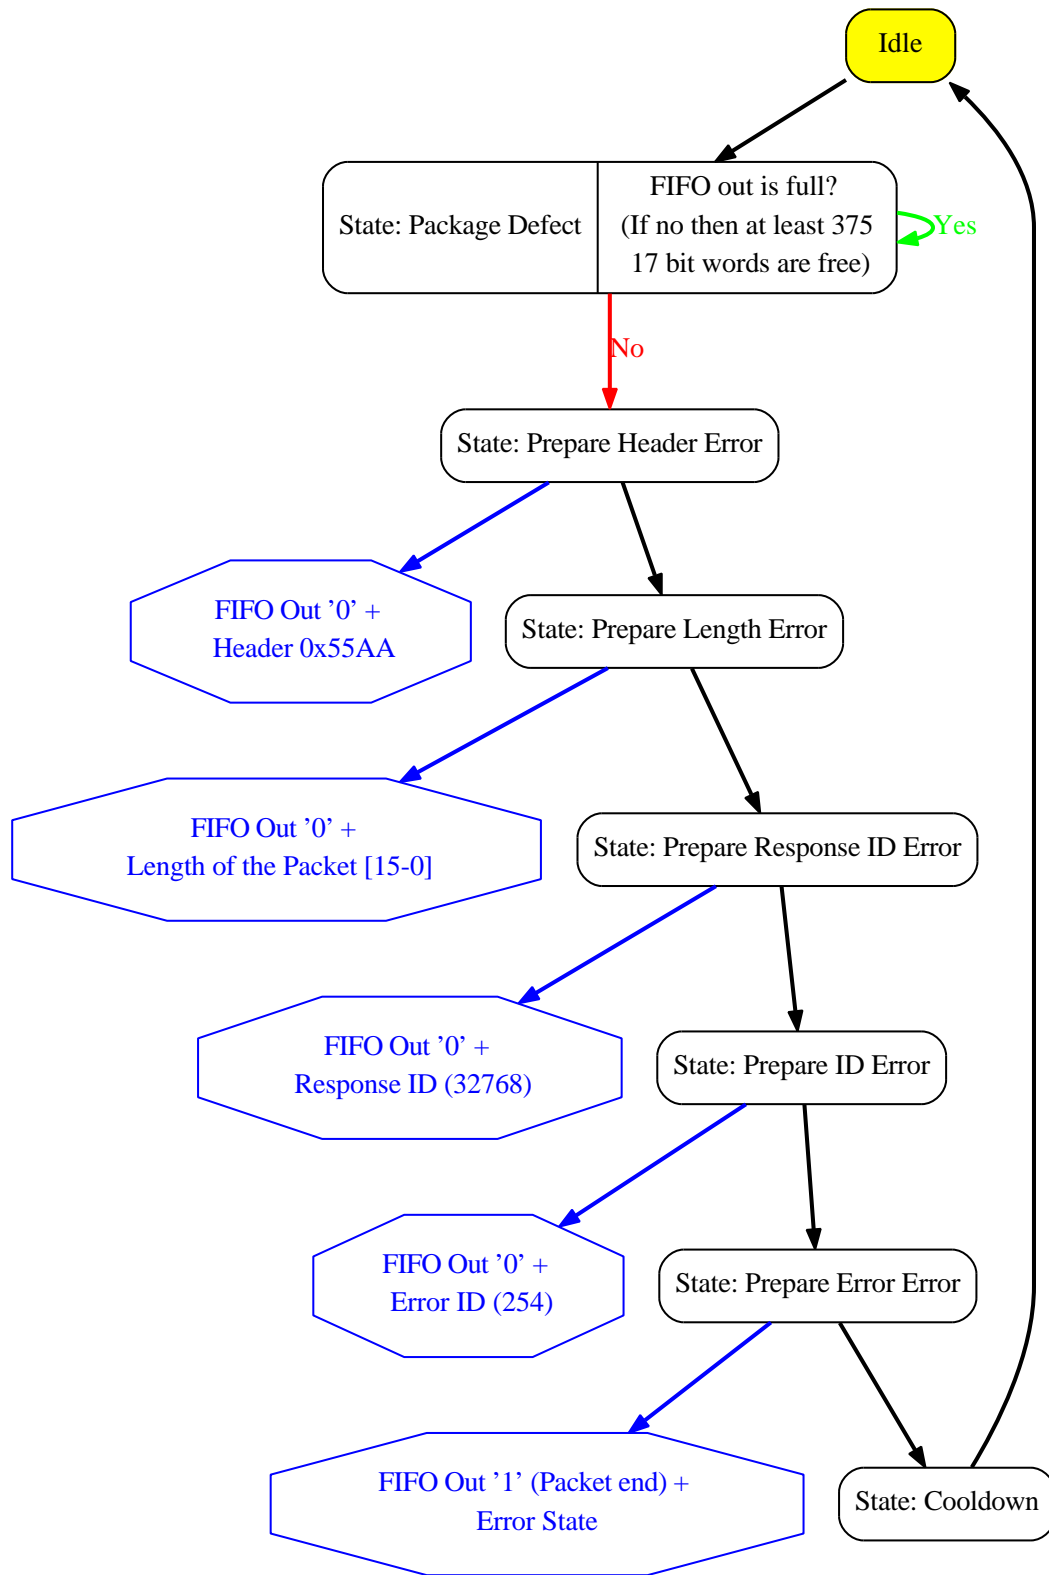 Idle
State: Package Defect
FIFO out is full?
(If no then at least 375
17 bit words are free)
Yes
No
State: Prepare Header Error
FIFO Out ’0’ +
Header 0x55AA
State: Prepare Length Error
FIFO Out ’0’ +
Length of the Packet [15-0]
State: Prepare Response ID Error
FIFO Out ’0’ +
Response ID (32768)
State: Prepare ID Error
FIFO Out ’0’ +
Error ID (254)
State: Prepare Error Error
FIFO Out ’1’ (Packet end) +
Error State
State: Cooldown